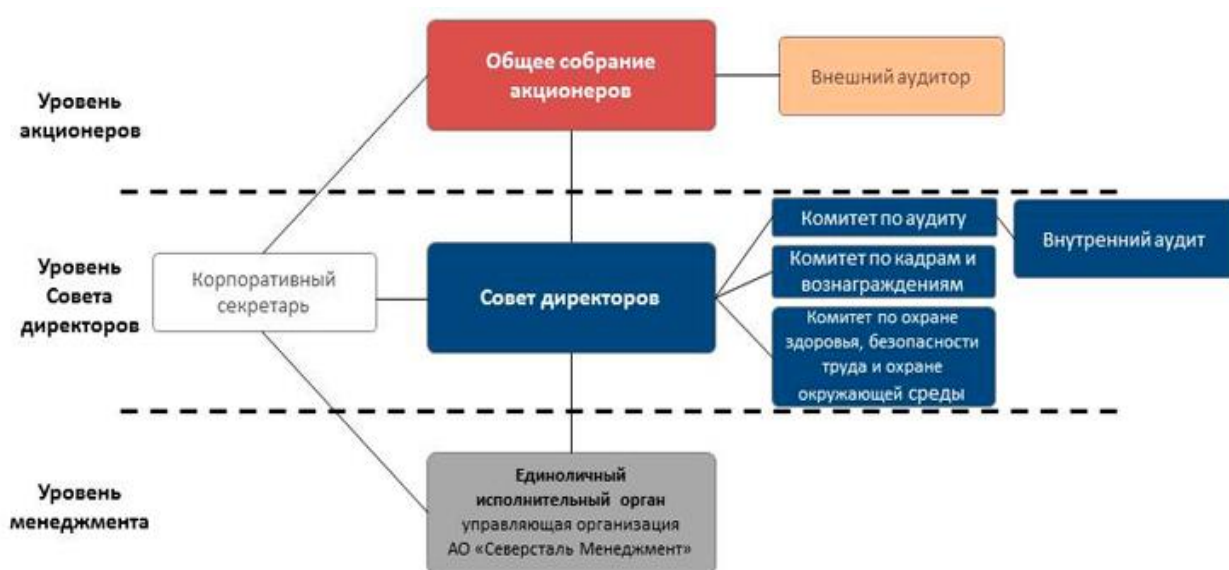 Общее собрание
акционеров
Внешний аудитор
Уровень
акционеров
Комитет по аудиту
Внутренний аудит
Уровень
Совета
директоров
Корпоративный
секретарь
Совет директоров
Комитет по кадрам и
вознаграждениям
Комитет по охране
здоровья, безопасности
труда и охране
окружающей среды
Уровень
менеджмента
Единоличный
исполнительный орган
управляющая организация
АО «Северсталь Менеджмент»